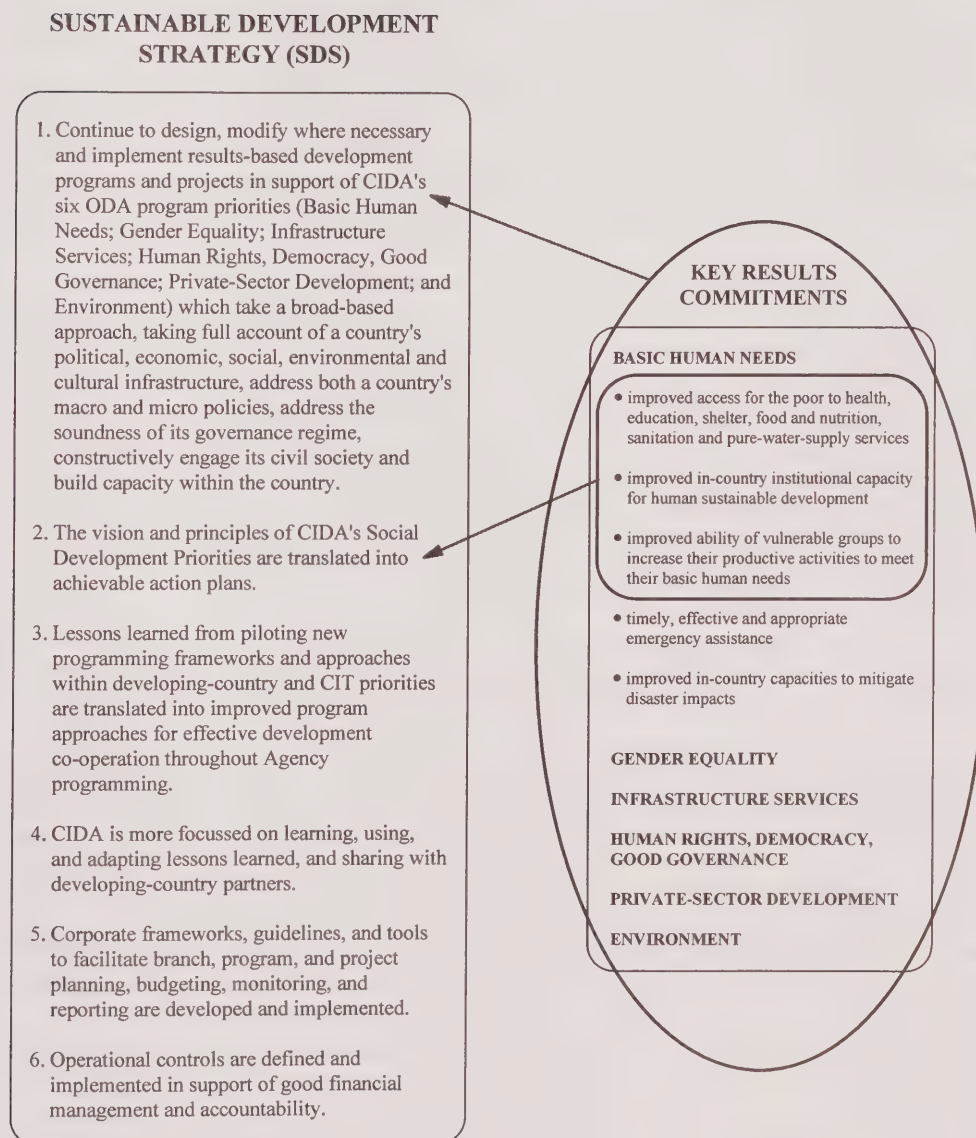 SUSTAINABLE DEVELOPMENT
STRATEGY (SDS)
1. Continue to design, modify where necessary
and implement results-based development
programs and projects in support of CIDA's
six ODA program priorities (Basic Human
Needs; Gender Equality; Infrastructure
Services; Human Rights, Democracy, Good
Governance; Private-Sector Development; and
Environment) which take a broad-based
approach, taking full account of a country's
political, economic, social, environmental and
cultural infrastructure, address both a country's
macro and micro policies, address the
soundness of its governance regime,
constructively engage its civil society and
build capacity within the country.
2. The vision and principles of CIDA's Social
Development Priorities are translated into
achievable action plans.
3. Lessons learned from piloting new
programming frameworks and approaches
within developing-country and CIT priorities
are translated into improved program
approaches for effective development
co-operation throughout Agency
programming.
4. CIDA is more focussed on learning, using,
and adapting lessons learned, and sharing with
developing-country partners.
5. Corporate frameworks, guidelines, and tools
to facilitate branch, program, and project
planning, budgeting, monitoring, and
reporting are developed and implemented.
6. Operational controls are defined and
implemented in support of good financial
management and accountability.
KEY RESULTS
COMMITMENTS
BASIC HUMAN NEEDS
• improved access for the poor to health,
education, shelter, food and nutrition,
sanitation and pure-water-supply services
• improved in-country institutional capacity
for human sustainable development
• improved ability of vulnerable groups to
increase their productive activities to meet
their basic human needs
• timely, effective and appropriate
emergency assistance
• improved in-country capacities to mitigate
disaster impacts
GENDER EQUALITY
INFRASTRUCTURE SERVICES
HUMAN RIGHTS, DEMOCRACY,
GOOD GOVERNANCE
PRIVATE-SECTOR DEVELOPMENT
ENVIRONMENT